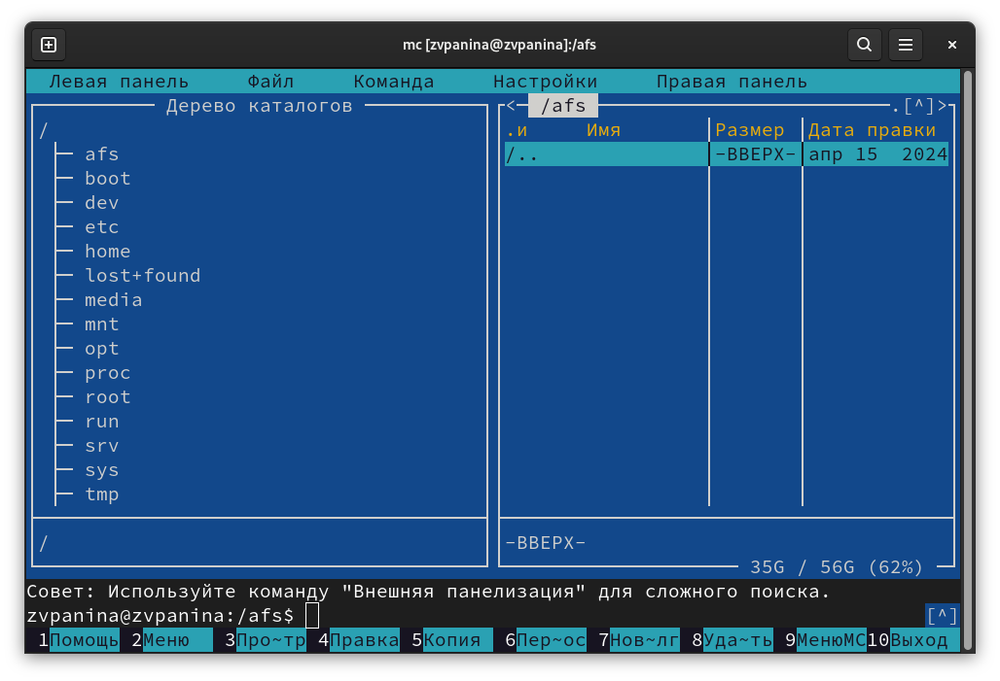 mc [zvpanina@zvpanina]:/afs
Левая панель Файл Команда Настройки Правая панель
Дерево каталогов
/
afs
boot
dev
etc
home
lost+found
media
mnt
opt
proc
root
run
srv
sys
tmp
/
<- /afs .[^]>
.и Имя Размер Дата правки
/.. -ВВЕРХ- апр 15 2024
-ВВЕРХ-
35G / 56G (62%)
Совет: Используйте команду "Внешняя панелизация" для сложного поиска.
zvpanina@zvpanina:/afs$ [^]
1Помощь 2Меню 3Про~тр 4Правка 5Копия 6Пер~ос 7Нов~лг 8Уда~ть 9МенюМС 10Выход